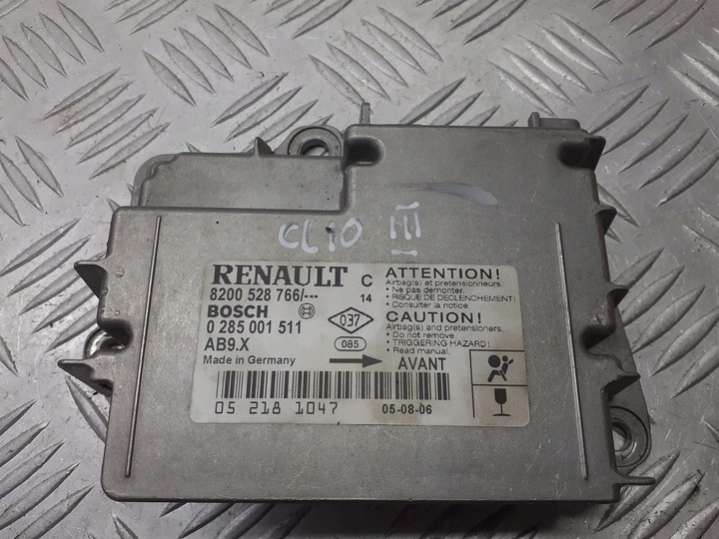 CLIO III
RENAULT C
8200 528 766/--- 14
BOSCH
0 285 001 511 037
AB9.X 085
Made in Germany AVANT
ATTENTION!
Airbag(s) et pretensionneurs.
• Ne pas demonter.
• RISQUE DE DECLENCHEMENT!
• Consulter la notice.
CAUTION!
Airbag(s) and pretensioners.
• Do not remove.
• TRIGGERING HAZARD!
• Read manual.
05 218 1047 05-08-06